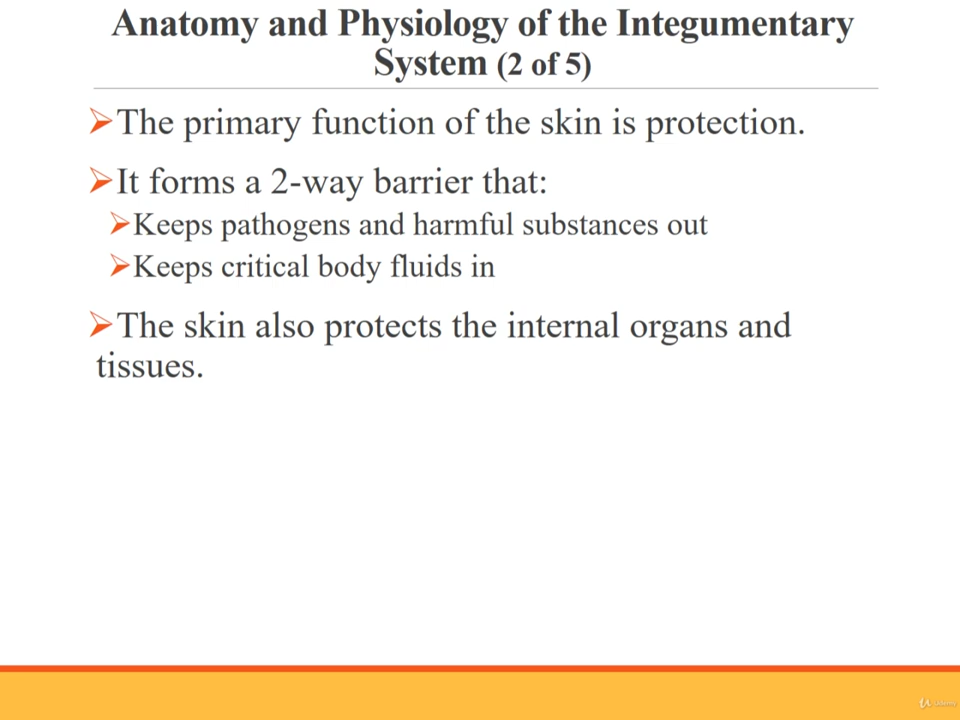 Anatomy and Physiology of the Integumentary
System (2 of 5)
The primary function of the skin is protection.
It forms a 2-way barrier that:
Keeps pathogens and harmful substances out
Keeps critical body fluids in
The skin also protects the internal organs and
tissues.
Udemy